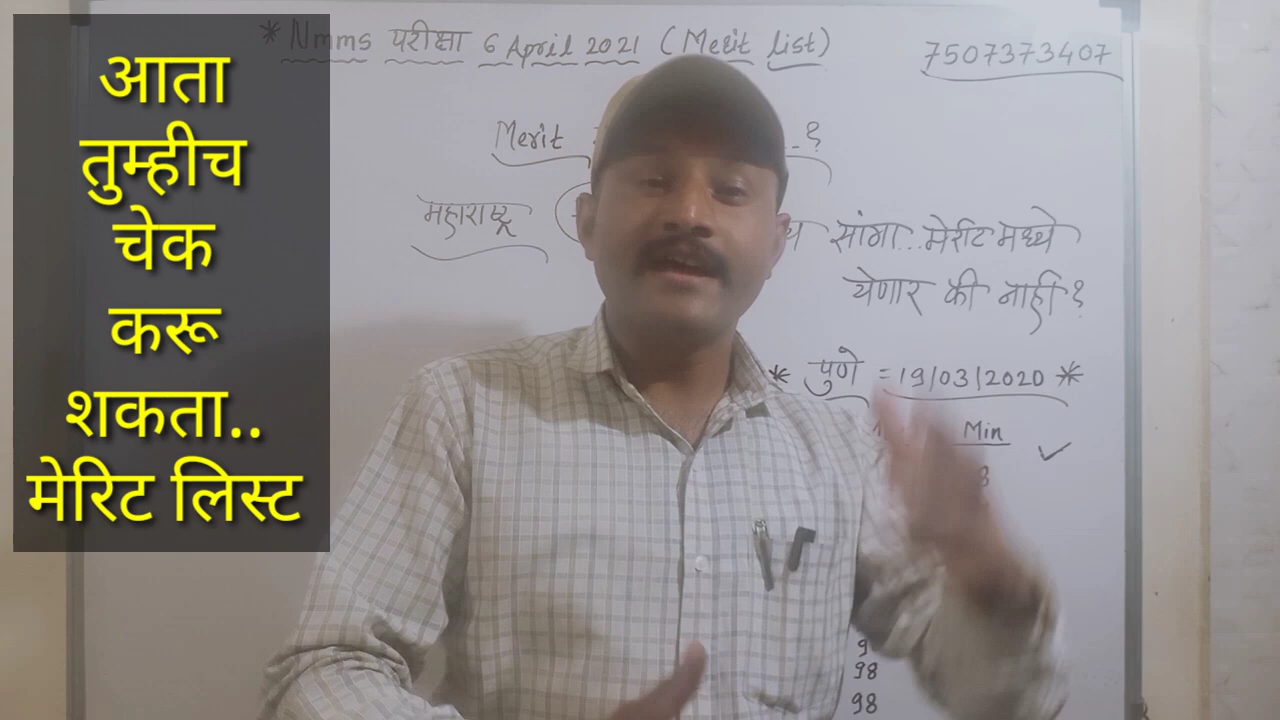 आता
तुम्हीच
चेक
करू
शकता..
मेरिट लिस्ट
* Nmms परीक्षा 6 April 2021 (Merit list)
7507373407
Merit ..?
महाराष्ट्र
सांगा...मेरीट मध्ये
येणार की नाही?
* पुणे = 19/03/2020 *
Min ✓
98
98